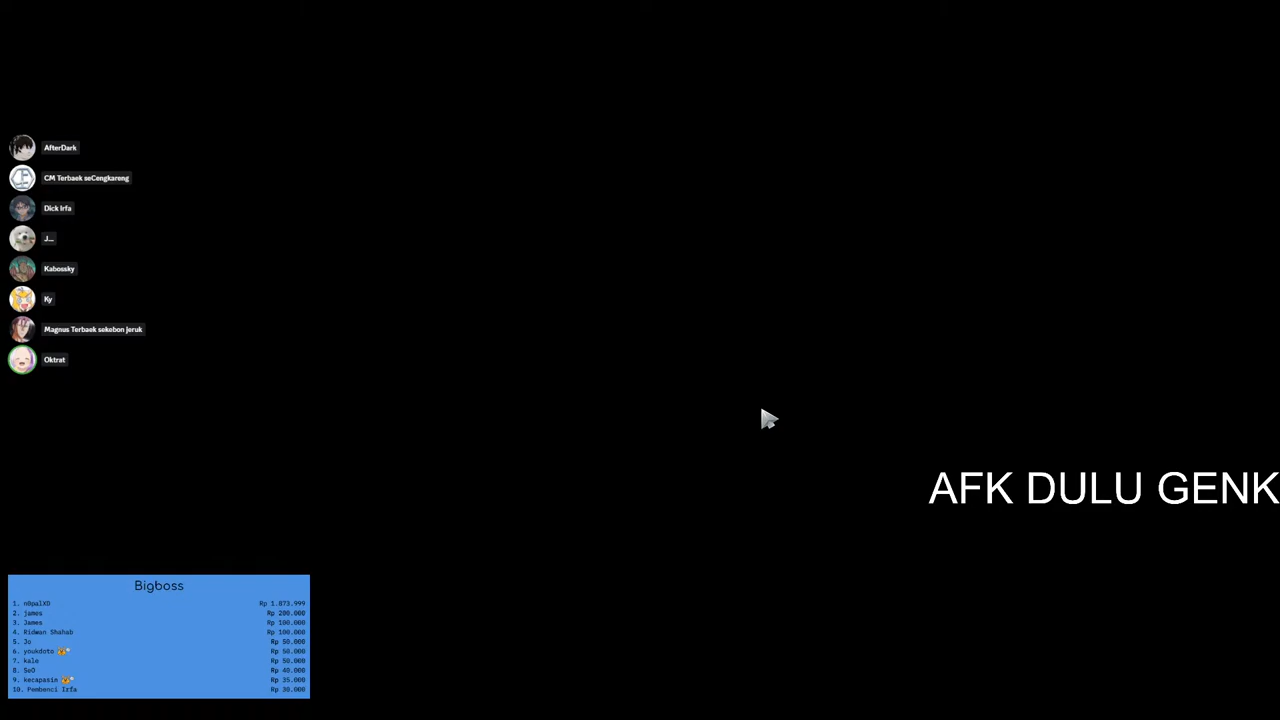 AfterDark
CM Terbaek seCengkareng
Dick Irfa
J...
Kabossky
Ky
Magnus Terbaek sekebon jeruk
Oktrat
AFK DULU GENK
Bigboss
1. n0palXD Rp 1.873.999
2. james Rp 200.000
3. James Rp 100.000
4. Ridwan Shahab Rp 100.000
5. Jo Rp 50.000
6. youkdoto Rp 50.000
7. kale Rp 50.000
8. SeO Rp 40.000
9. kecapasin Rp 35.000
10. Pembenci Irfa Rp 30.000